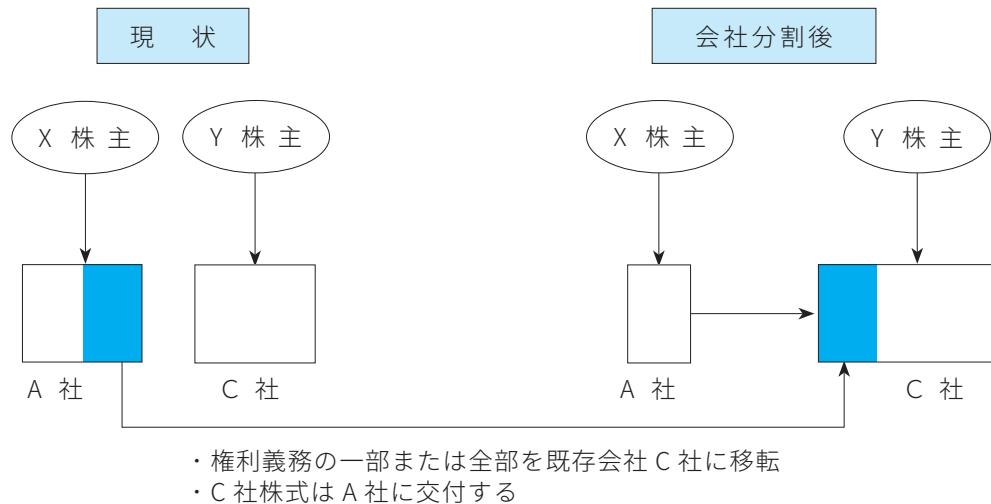 現 状
会社分割後
X 株 主
Y 株 主
X 株 主
Y 株 主
A 社
C 社
A 社
C 社
・権利義務の一部または全部を既存会社 C 社に移転
・C 社株式は A 社に交付する